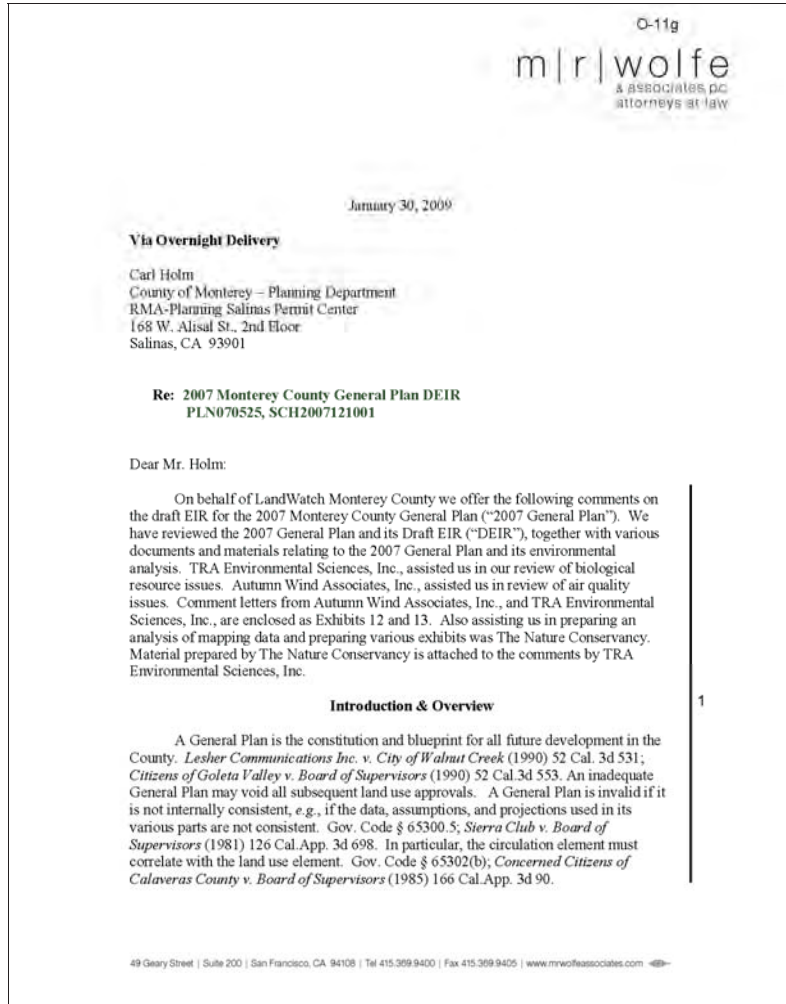 O-11g
m|r|wolfe
& associates, pc
attorneys at law
January 30, 2009
Via Overnight Delivery
Carl Holm
County of Monterey – Planning Department
RMA-Planning Salinas Permit Center
168 W. Alisal St., 2nd Floor
Salinas, CA 93901
Re: 2007 Monterey County General Plan DEIR
PLN070525, SCH2007121001
Dear Mr. Holm:
On behalf of LandWatch Monterey County we offer the following comments on
the draft EIR for the 2007 Monterey County General Plan (“2007 General Plan”). We
have reviewed the 2007 General Plan and its Draft EIR (“DEIR”), together with various
documents and materials relating to the 2007 General Plan and its environmental
analysis. TRA Environmental Sciences, Inc., assisted us in our review of biological
resource issues. Autumn Wind Associates, Inc., assisted us in review of air quality
issues. Comment letters from Autumn Wind Associates, Inc., and TRA Environmental
Sciences, Inc., are enclosed as Exhibits 12 and 13. Also assisting us in preparing an
analysis of mapping data and preparing various exhibits was The Nature Conservancy.
Material prepared by The Nature Conservancy is attached to the comments by TRA
Environmental Sciences, Inc.
Introduction & Overview
1
A General Plan is the constitution and blueprint for all future development in the
County. Lesher Communications Inc. v. City of Walnut Creek (1990) 52 Cal. 3d 531;
Citizens of Goleta Valley v. Board of Supervisors (1990) 52 Cal.3d 553. An inadequate
General Plan may void all subsequent land use approvals. A General Plan is invalid if it
is not internally consistent, e.g., if the data, assumptions, and projections used in its
various parts are not consistent. Gov. Code § 65300.5; Sierra Club v. Board of
Supervisors (1981) 126 Cal.App. 3d 698. In particular, the circulation element must
correlate with the land use element. Gov. Code § 65302(b); Concerned Citizens of
Calaveras County v. Board of Supervisors (1985) 166 Cal.App. 3d 90.
49 Geary Street | Suite 200 | San Francisco, CA 94108 | Tel 415.369.9400 | Fax 415.369.9405 | www.mrwolfeassociates.com